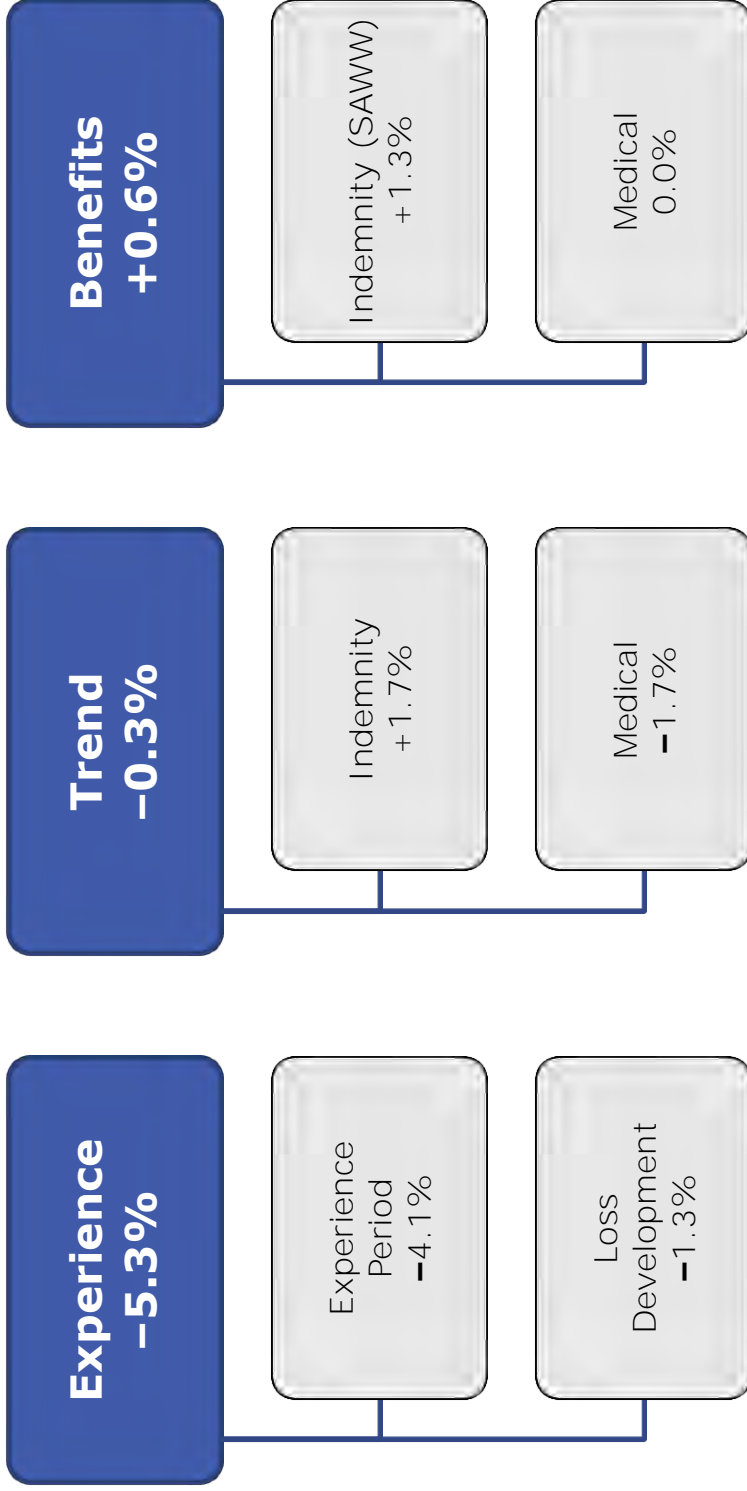 Experience
−5.3%
Experience
Period
−4.1%
Loss
Development
−1.3%
Trend
−0.3%
Indemnity
+1.7%
Medical
−1.7%
Benefits
+0.6%
Indemnity (SAWW)
+1.3%
Medical
0.0%